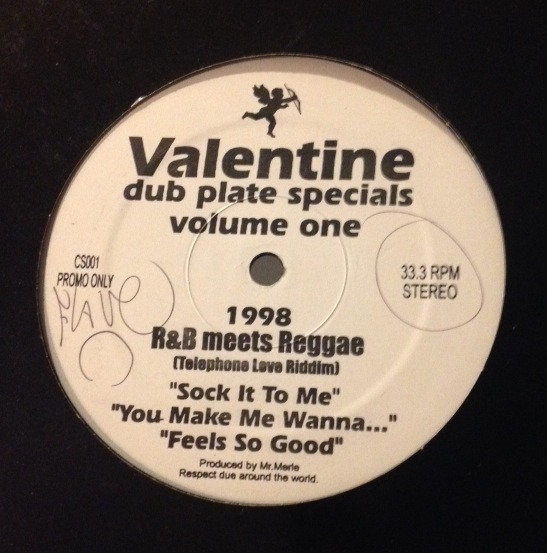 Valentine
dub plate specials
volume one
CS001
PROMO ONLY
33.3 RPM
STEREO
1998
R&B meets Reggae
(Telephone Love Riddim)
"Sock It To Me"
"You Make Me Wanna..."
"Feels So Good"
Produced by Mr.Merle
Respect due around the world.